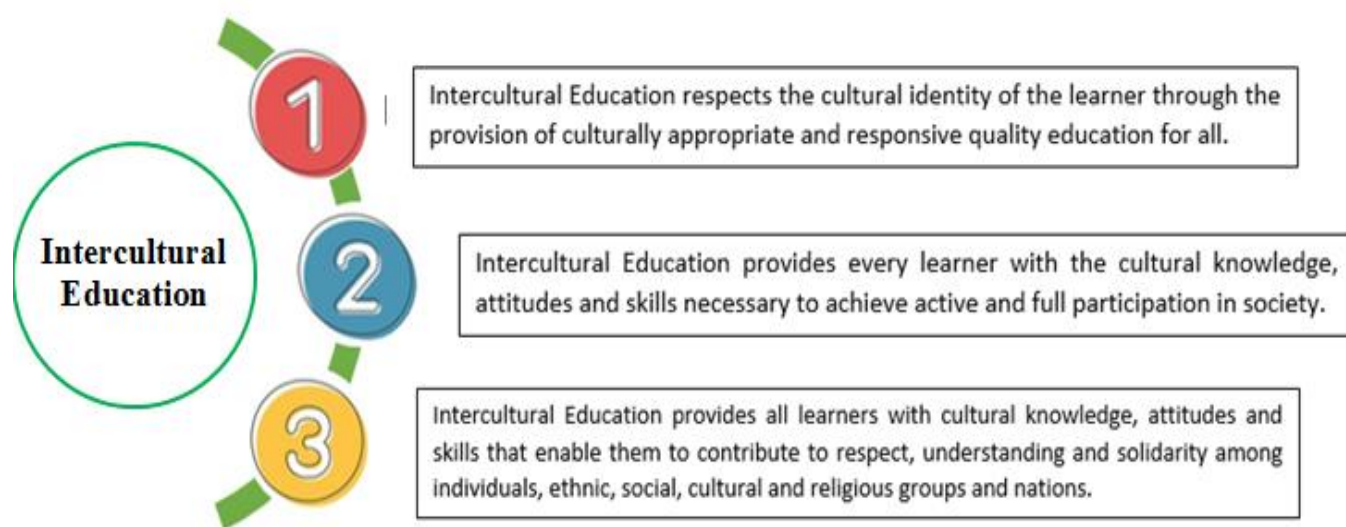 Intercultural
Education
1
Intercultural Education respects the cultural identity of the learner through the
provision of culturally appropriate and responsive quality education for all.
2
Intercultural Education provides every learner with the cultural knowledge,
attitudes and skills necessary to achieve active and full participation in society.
3
Intercultural Education provides all learners with cultural knowledge, attitudes and
skills that enable them to contribute to respect, understanding and solidarity among
individuals, ethnic, social, cultural and religious groups and nations.